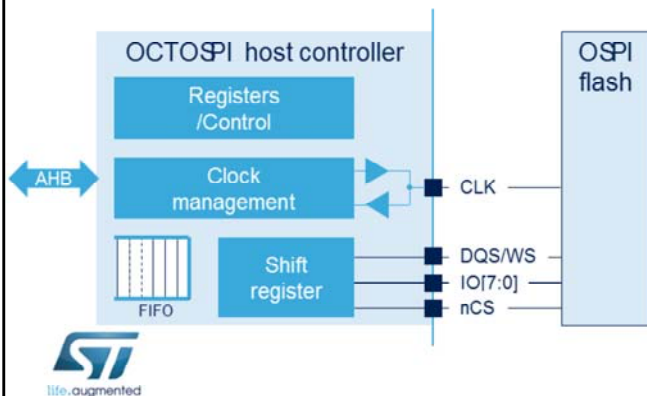 OCTOSPI host controller
OSPI
flash
Registers
/Control
AHB
Clock
management
CLK
FIFO
Shift
register
DQS/WS
IO[7:0]
nCS
ST
life.augmented